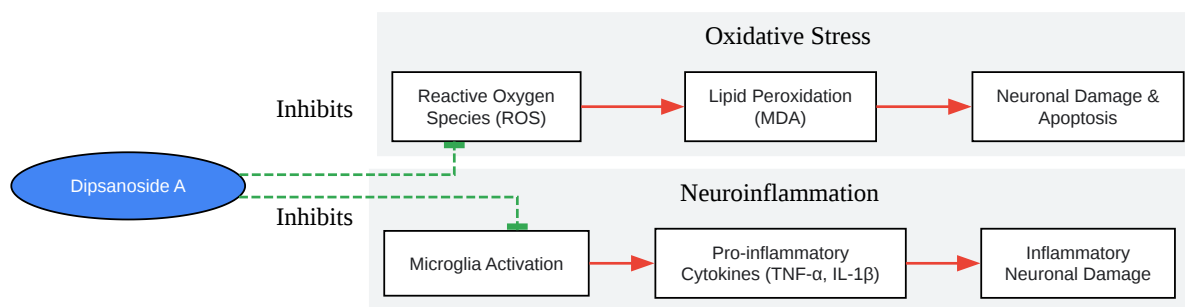 Oxidative Stress
Inhibits
Reactive Oxygen
Species (ROS)
Lipid Peroxidation
(MDA)
Neuronal Damage &
Apoptosis
Dipsanoside A
Neuroinflammation
Inhibits
Microglia Activation
Pro-inflammatory
Cytokines (TNF-α, IL-1β)
Inflammatory
Neuronal Damage